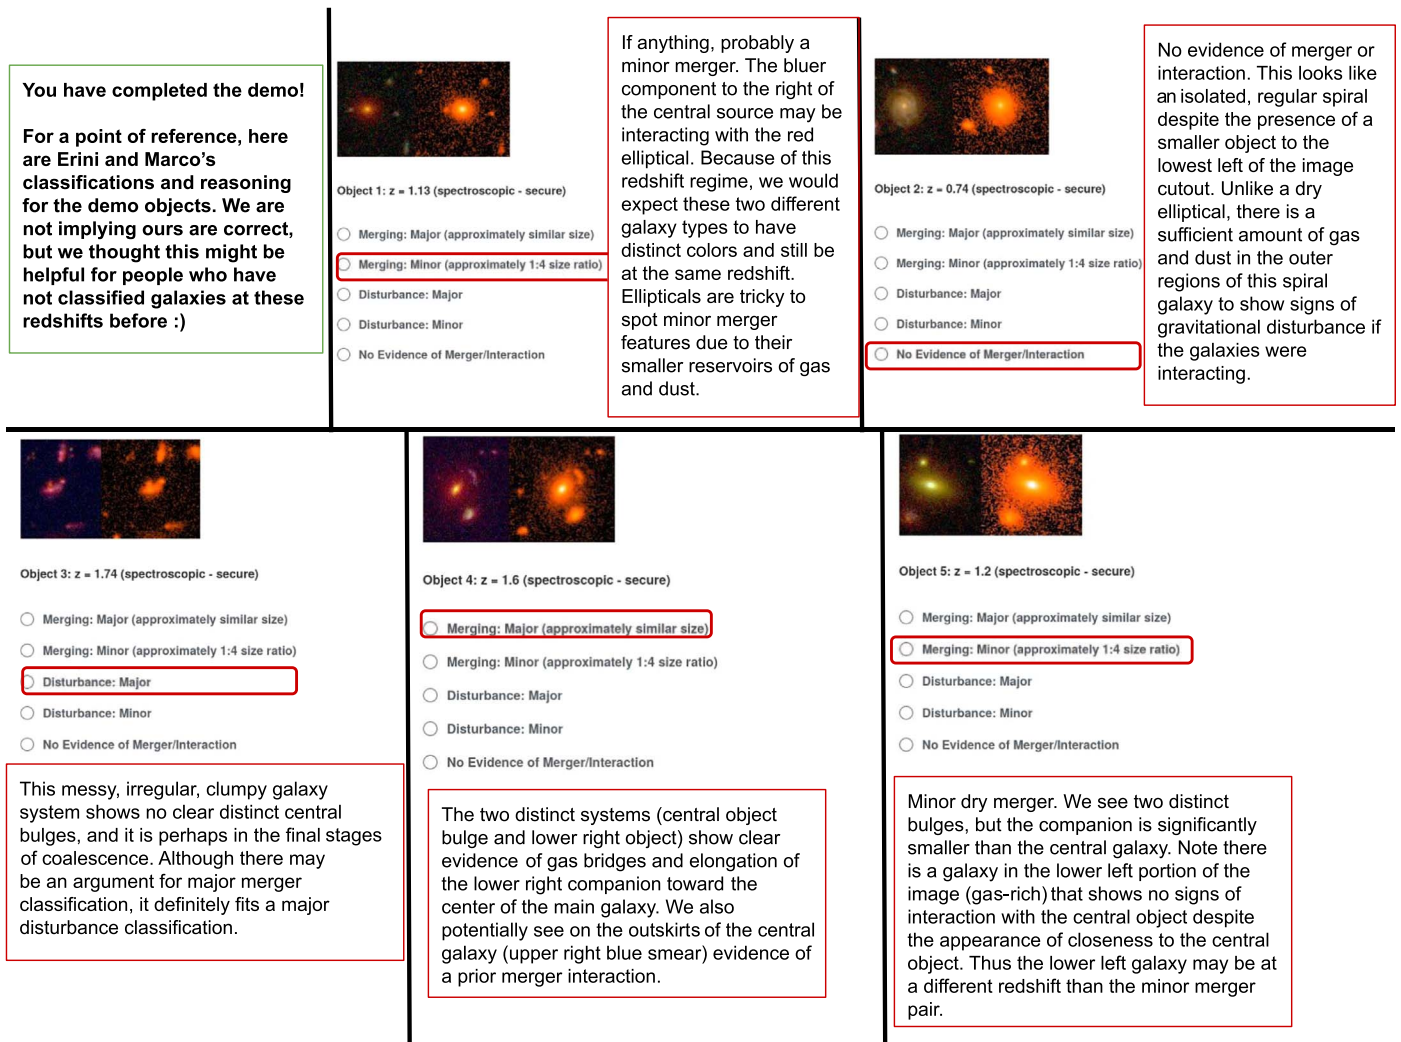 You have completed the demo!
For a point of reference, here
are Erini and Marco’s
classifications and reasoning
for the demo objects. We are
not implying ours are correct,
but we thought this might be
helpful for people who have
not classified galaxies at these
redshifts before :)
Object 1: z = 1.13 (spectroscopic - secure)
Merging: Major (approximately similar size)
Merging: Minor (approximately 1:4 size ratio)
Disturbance: Major
Disturbance: Minor
No Evidence of Merger/Interaction
If anything, probably a
minor merger. The bluer
component to the right of
the central source may be
interacting with the red
elliptical. Because of this
redshift regime, we would
expect these two different
galaxy types to have
distinct colors and still be
at the same redshift.
Ellipticals are tricky to
spot minor merger
features due to their
smaller reservoirs of gas
and dust.
Object 2: z = 0.74 (spectroscopic - secure)
Merging: Major (approximately similar size)
Merging: Minor (approximately 1:4 size ratio)
Disturbance: Major
Disturbance: Minor
No Evidence of Merger/Interaction
No evidence of merger or
interaction. This looks like
an isolated, regular spiral
despite the presence of a
smaller object to the
lowest left of the image
cutout. Unlike a dry
elliptical, there is a
sufficient amount of gas
and dust in the outer
regions of this spiral
galaxy to show signs of
gravitational disturbance if
the galaxies were
interacting.
Object 3: z = 1.74 (spectroscopic - secure)
Merging: Major (approximately similar size)
Merging: Minor (approximately 1:4 size ratio)
Disturbance: Major
Disturbance: Minor
No Evidence of Merger/Interaction
This messy, irregular, clumpy galaxy
system shows no clear distinct central
bulges, and it is perhaps in the final stages
of coalescence. Although there may
be an argument for major merger
classification, it definitely fits a major
disturbance classification.
Object 4: z = 1.6 (spectroscopic - secure)
Merging: Major (approximately similar size)
Merging: Minor (approximately 1:4 size ratio)
Disturbance: Major
Disturbance: Minor
No Evidence of Merger/Interaction
The two distinct systems (central object
bulge and lower right object) show clear
evidence of gas bridges and elongation of
the lower right companion toward the
center of the main galaxy. We also
potentially see on the outskirts of the central
galaxy (upper right blue smear) evidence of
a prior merger interaction.
Object 5: z = 1.2 (spectroscopic - secure)
Merging: Major (approximately similar size)
Merging: Minor (approximately 1:4 size ratio)
Disturbance: Major
Disturbance: Minor
No Evidence of Merger/Interaction
Minor dry merger. We see two distinct
bulges, but the companion is significantly
smaller than the central galaxy. Note there
is a galaxy in the lower left portion of the
image (gas-rich) that shows no signs of
interaction with the central object despite
the appearance of closeness to the central
object. Thus the lower left galaxy may be at
a different redshift than the minor merger
pair.